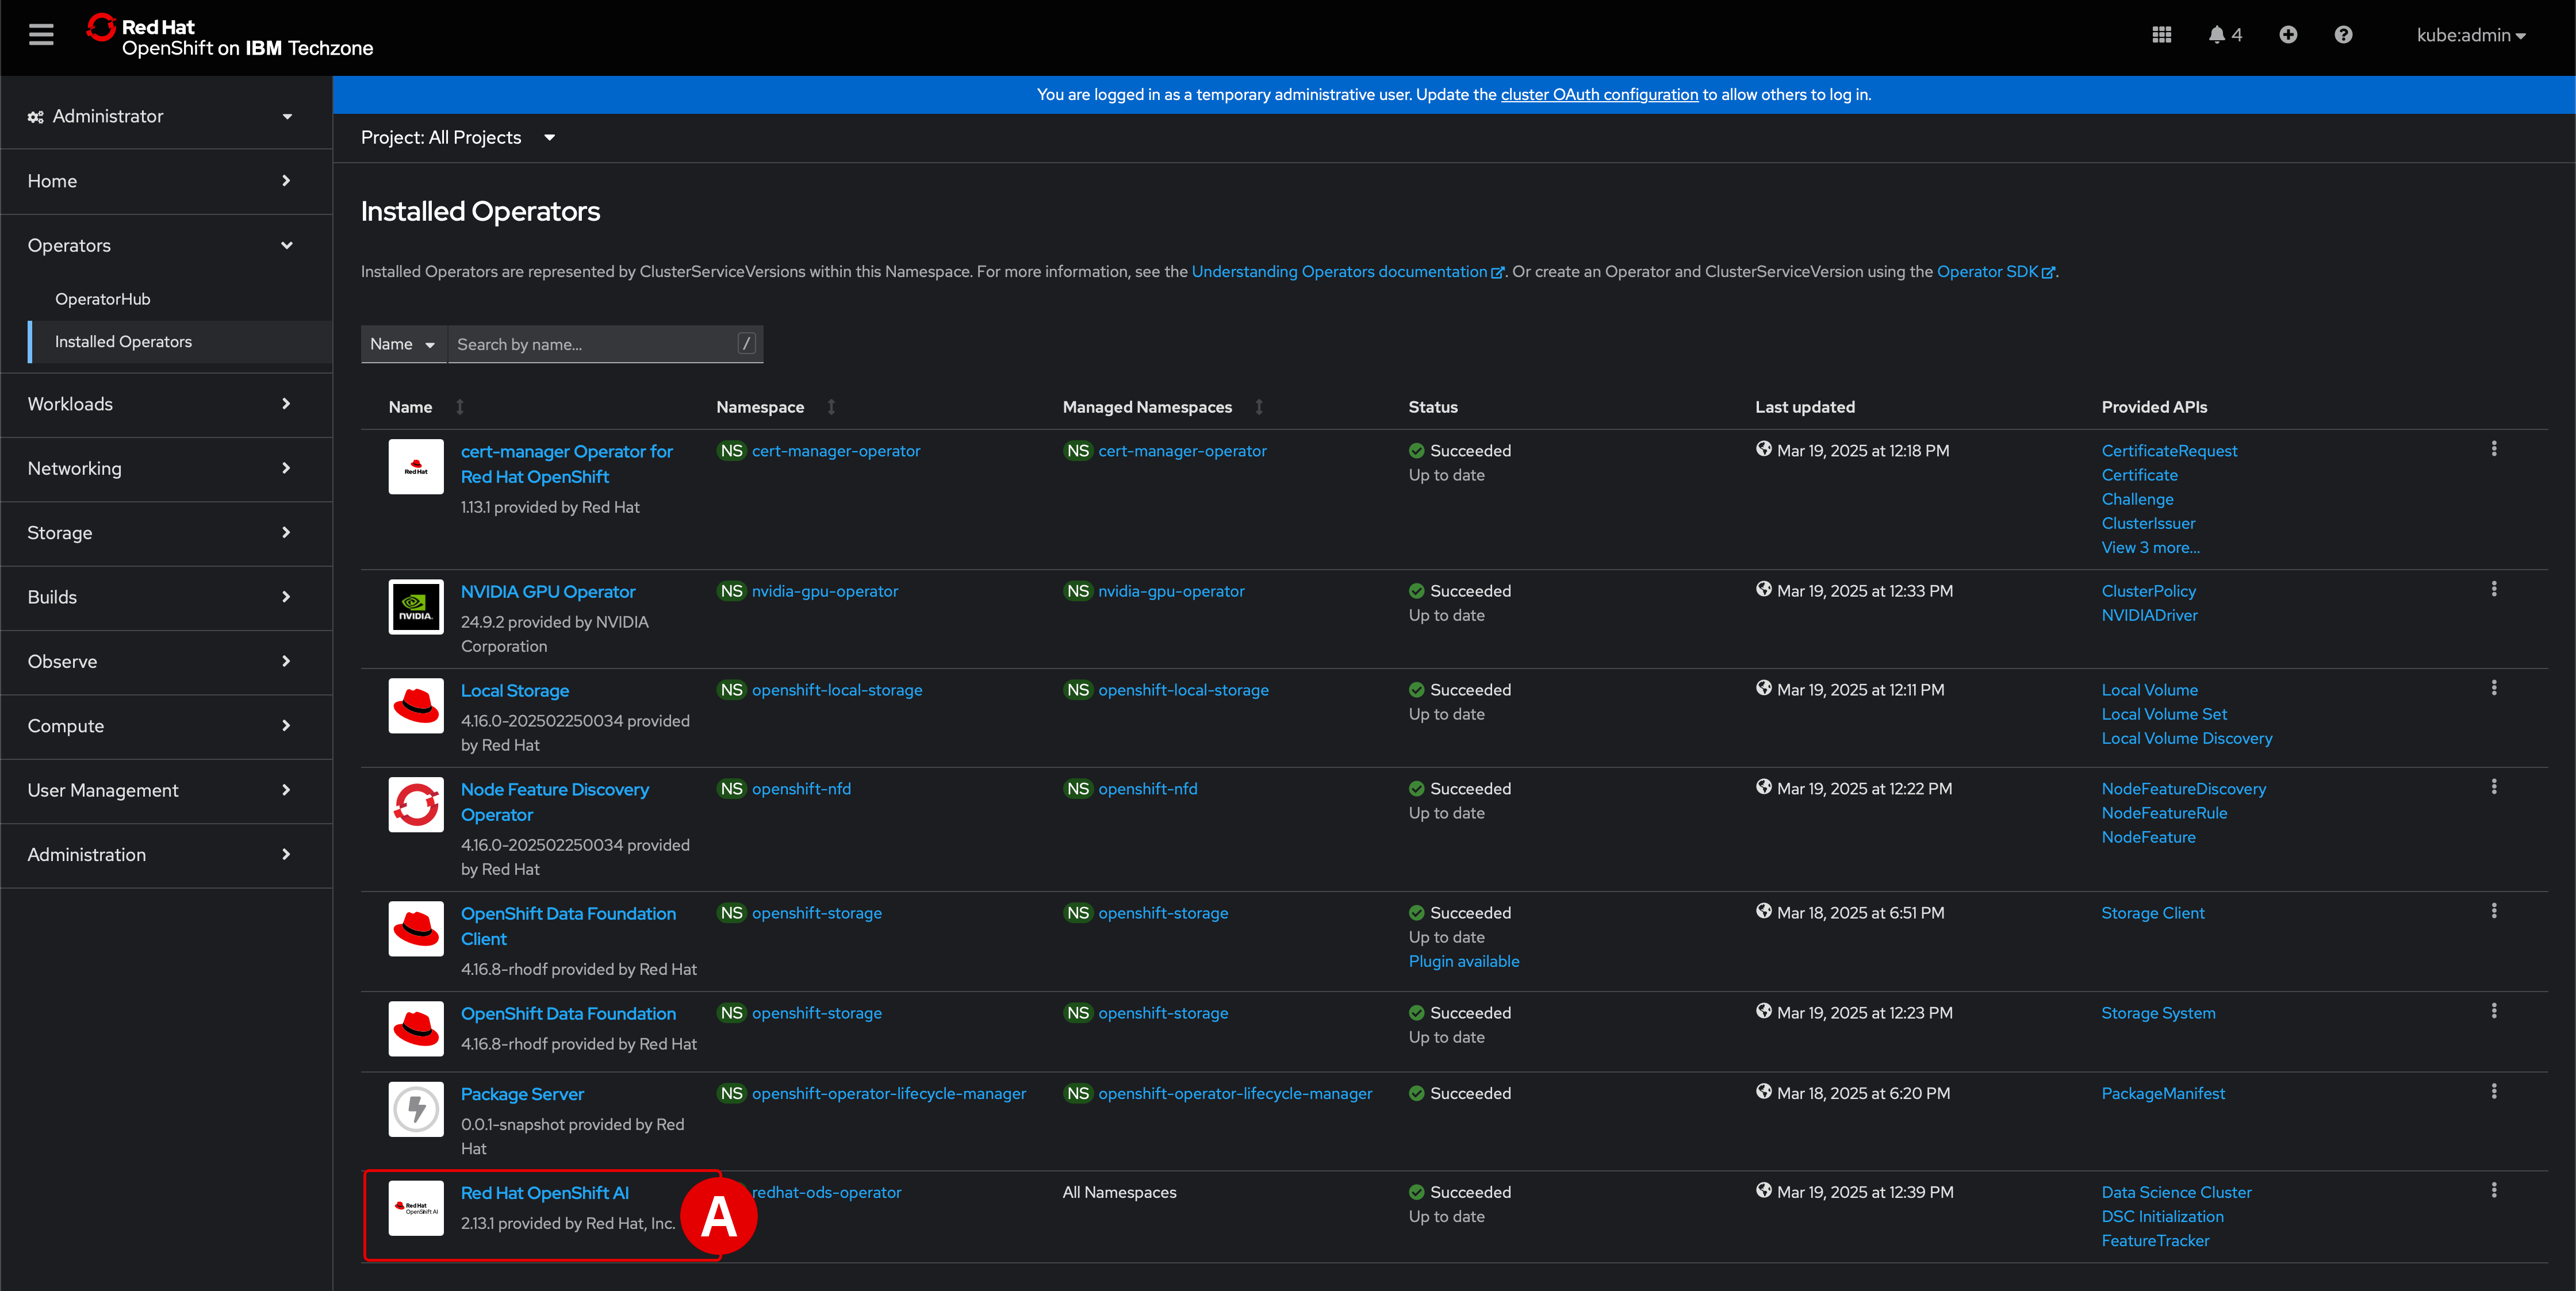 Red Hat
OpenShift on IBM Techzone
4
kube:admin
You are logged in as a temporary administrative user. Update the cluster OAuth configuration to allow others to log in.
Administrator
Home
Operators
OperatorHub
Installed Operators
Workloads
Networking
Storage
Builds
Observe
Compute
User Management
Administration
Project: All Projects
Installed Operators
Installed Operators are represented by ClusterServiceVersions within this Namespace. For more information, see the Understanding Operators documentation. Or create an Operator and ClusterServiceVersion using the Operator SDK.
Name Search by name... /
Name Namespace Managed Namespaces Status Last updated Provided APIs
Red Hat
cert-manager Operator for
Red Hat OpenShift
1.13.1 provided by Red Hat
NS cert-manager-operator
NS cert-manager-operator
Succeeded
Up to date
Mar 19, 2025 at 12:18 PM
CertificateRequest
Certificate
Challenge
ClusterIssuer
View 3 more...
NVIDIA.
NVIDIA GPU Operator
24.9.2 provided by NVIDIA
Corporation
NS nvidia-gpu-operator
NS nvidia-gpu-operator
Succeeded
Up to date
Mar 19, 2025 at 12:33 PM
ClusterPolicy
NVIDIADriver
Local Storage
4.16.0-202502250034 provided
by Red Hat
NS openshift-local-storage
NS openshift-local-storage
Succeeded
Up to date
Mar 19, 2025 at 12:11 PM
Local Volume
Local Volume Set
Local Volume Discovery
Node Feature Discovery
Operator
4.16.0-202502250034 provided
by Red Hat
NS openshift-nfd
NS openshift-nfd
Succeeded
Up to date
Mar 19, 2025 at 12:22 PM
NodeFeatureDiscovery
NodeFeatureRule
NodeFeature
OpenShift Data Foundation
Client
4.16.8-rhodf provided by Red Hat
NS openshift-storage
NS openshift-storage
Succeeded
Up to date
Plugin available
Mar 18, 2025 at 6:51 PM
Storage Client
OpenShift Data Foundation
4.16.8-rhodf provided by Red Hat
NS openshift-storage
NS openshift-storage
Succeeded
Up to date
Mar 19, 2025 at 12:23 PM
Storage System
Package Server
0.0.1-snapshot provided by Red
Hat
NS openshift-operator-lifecycle-manager
NS openshift-operator-lifecycle-manager
Succeeded
Mar 18, 2025 at 6:20 PM
PackageManifest
Red Hat
OpenShift AI
Red Hat OpenShift AI
2.13.1 provided by Red Hat, Inc.
A
redhat-ods-operator
All Namespaces
Succeeded
Up to date
Mar 19, 2025 at 12:39 PM
Data Science Cluster
DSC Initialization
FeatureTracker